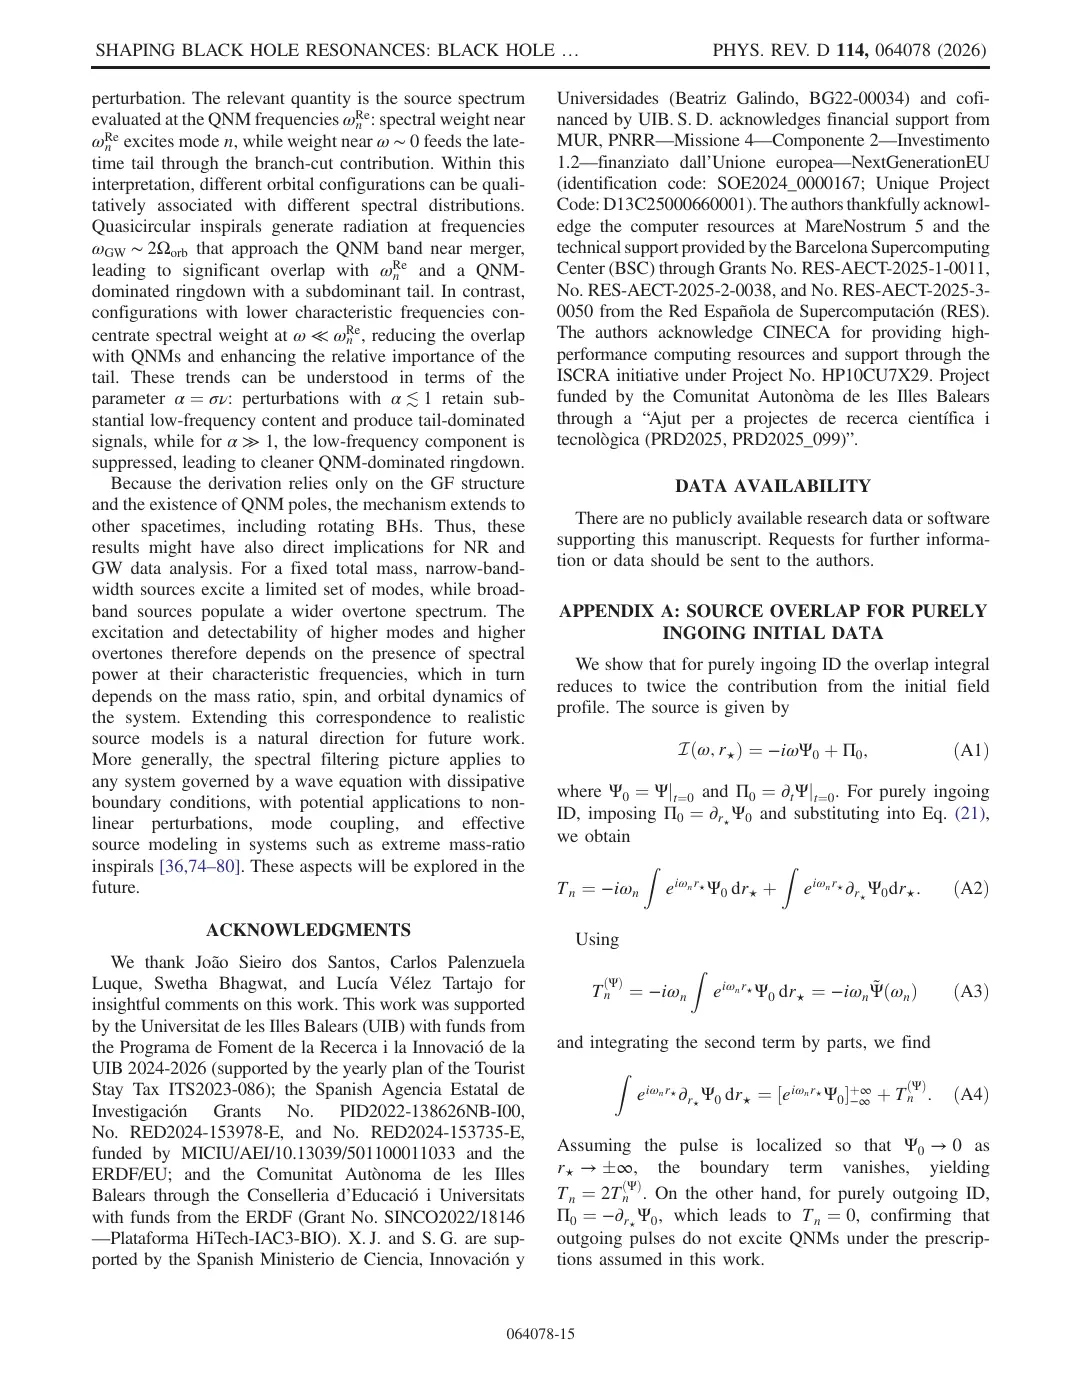 SHAPING BLACK HOLE RESONANCES: BLACK HOLE …
PHYS. REV. D 114, 064078 (2026)
perturbation. The relevant quantity is the source spectrum
evaluated at the QNM frequencies ωₙᴿᵉ: spectral weight near
ωₙᴿᵉ excites mode n, while weight near ω ∼ 0 feeds the late-
time tail through the branch-cut contribution. Within this
interpretation, different orbital configurations can be quali-
tatively associated with different spectral distributions.
Quasicircular inspirals generate radiation at frequencies
ω_GW ∼ 2Ω_orb that approach the QNM band near merger,
leading to significant overlap with ωₙᴿᵉ and a QNM-
dominated ringdown with a subdominant tail. In contrast,
configurations with lower characteristic frequencies con-
centrate spectral weight at ω ≪ ωₙᴿᵉ, reducing the overlap
with QNMs and enhancing the relative importance of the
tail. These trends can be understood in terms of the
parameter α = σν: perturbations with α ≲ 1 retain sub-
stantial low-frequency content and produce tail-dominated
signals, while for α ≫ 1, the low-frequency component is
suppressed, leading to cleaner QNM-dominated ringdown.
Because the derivation relies only on the GF structure
and the existence of QNM poles, the mechanism extends to
other spacetimes, including rotating BHs. Thus, these
results might have also direct implications for NR and
GW data analysis. For a fixed total mass, narrow-band-
width sources excite a limited set of modes, while broad-
band sources populate a wider overtone spectrum. The
excitation and detectability of higher modes and higher
overtones therefore depends on the presence of spectral
power at their characteristic frequencies, which in turn
depends on the mass ratio, spin, and orbital dynamics of
the system. Extending this correspondence to realistic
source models is a natural direction for future work.
More generally, the spectral filtering picture applies to
any system governed by a wave equation with dissipative
boundary conditions, with potential applications to non-
linear perturbations, mode coupling, and effective
source modeling in systems such as extreme mass-ratio
inspirals [36,74–80]. These aspects will be explored in the
future.
ACKNOWLEDGMENTS
We thank João Sieiro dos Santos, Carlos Palenzuela
Luque, Swetha Bhagwat, and Lucía Vélez Tartajo for
insightful comments on this work. This work was supported
by the Universitat de les Illes Balears (UIB) with funds from
the Programa de Foment de la Recerca i la Innovació de la
UIB 2024-2026 (supported by the yearly plan of the Tourist
Stay Tax ITS2023-086); the Spanish Agencia Estatal de
Investigación Grants No. PID2022-138626NB-I00,
No. RED2024-153978-E, and No. RED2024-153735-E,
funded by MICIU/AEI/10.13039/501100011033 and the
ERDF/EU; and the Comunitat Autònoma de les Illes
Balears through the Conselleria d’Educació i Universitats
with funds from the ERDF (Grant No. SINCO2022/18146
—Plataforma HiTech-IAC3-BIO). X. J. and S. G. are sup-
ported by the Spanish Ministerio de Ciencia, Innovación y
Universidades (Beatriz Galindo, BG22-00034) and cofi-
nanced by UIB. S. D. acknowledges financial support from
MUR, PNRR—Missione 4—Componente 2—Investimento
1.2—finanziato dall’Unione europea—NextGenerationEU
(identification code: SOE2024_0000167; Unique Project
Code: D13C25000660001). The authors thankfully acknowl-
edge the computer resources at MareNostrum 5 and the
technical support provided by the Barcelona Supercomputing
Center (BSC) through Grants No. RES-AECT-2025-1-0011,
No. RES-AECT-2025-2-0038, and No. RES-AECT-2025-3-
0050 from the Red Española de Supercomputación (RES).
The authors acknowledge CINECA for providing high-
performance computing resources and support through the
ISCRA initiative under Project No. HP10CU7X29. Project
funded by the Comunitat Autonòma de les Illes Balears
through a “Ajut per a projectes de recerca científica i
tecnològica (PRD2025, PRD2025_099)”.
DATA AVAILABILITY
There are no publicly available research data or software
supporting this manuscript. Requests for further informa-
tion or data should be sent to the authors.
APPENDIX A: SOURCE OVERLAP FOR PURELY
INGOING INITIAL DATA
We show that for purely ingoing ID the overlap integral
reduces to twice the contribution from the initial field
profile. The source is given by
ℐ(ω, r⋆) = −iωΨ₀ + Π₀, (A1)
where Ψ₀ = Ψ|ₜ₌₀ and Π₀ = ∂ₜΨ|ₜ₌₀. For purely ingoing
ID, imposing Π₀ = ∂_{r⋆}Ψ₀ and substituting into Eq. (21),
we obtain
Tₙ = −iωₙ ∫ e^{iωₙr⋆}Ψ₀ dr⋆ + ∫ e^{iωₙr⋆}∂_{r⋆}Ψ₀dr⋆. (A2)
Using
Tₙ^{(Ψ)} = −iωₙ ∫ e^{iωₙr⋆}Ψ₀ dr⋆ = −iωₙΨ̃(ωₙ) (A3)
and integrating the second term by parts, we find
∫ e^{iωₙr⋆}∂_{r⋆}Ψ₀ dr⋆ = [e^{iωₙr⋆}Ψ₀]_{−∞}^{+∞} + Tₙ^{(Ψ)}. (A4)
Assuming the pulse is localized so that Ψ₀ → 0 as
r⋆ → ±∞, the boundary term vanishes, yielding
Tₙ = 2Tₙ^{(Ψ)}. On the other hand, for purely outgoing ID,
Π₀ = −∂_{r⋆}Ψ₀, which leads to Tₙ = 0, confirming that
outgoing pulses do not excite QNMs under the prescrip-
tions assumed in this work.
064078-15